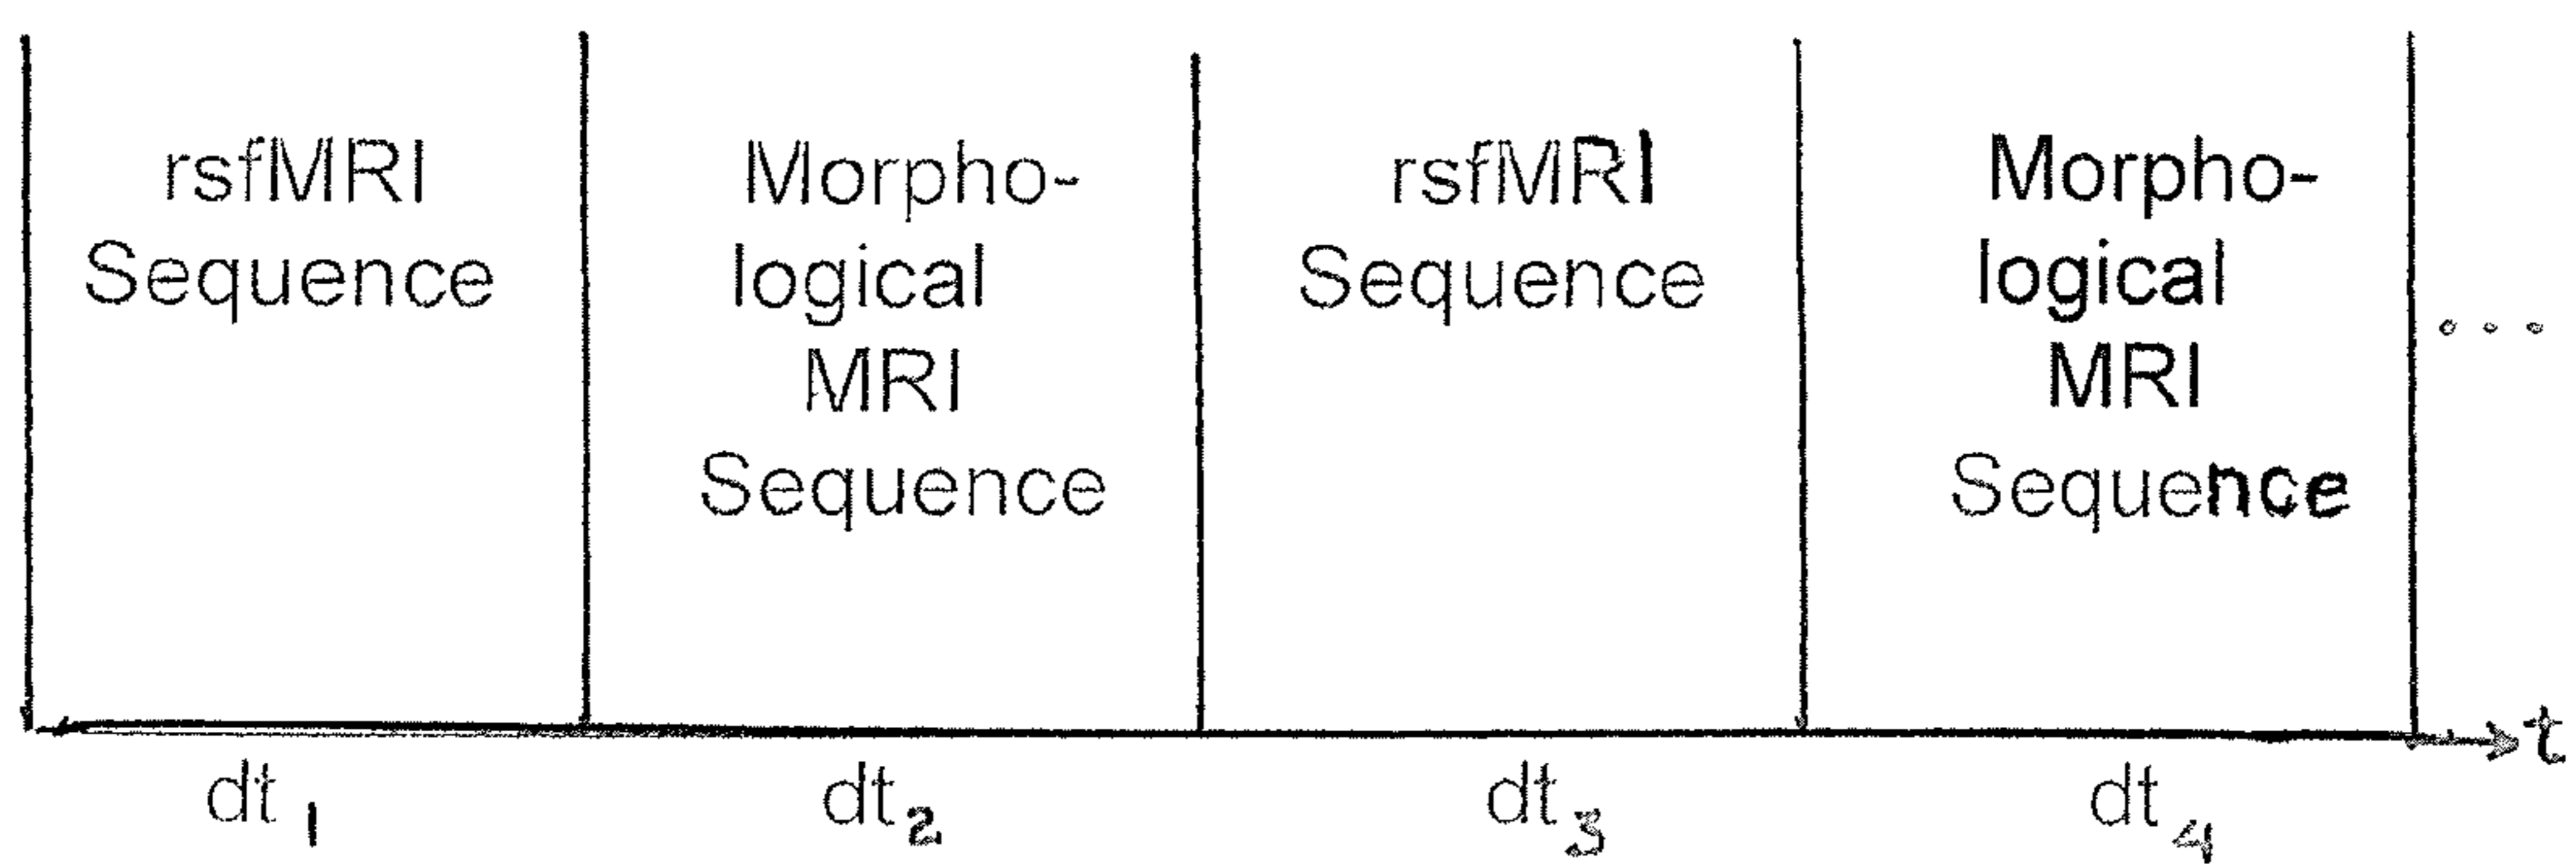 rsfMRI
Sequence
Morpho-
logical
MRI
Sequence
rsfMRI
Sequence
Morpho-
logical
MRI
Sequence
...
t
dt1
dt2
dt3
dt4